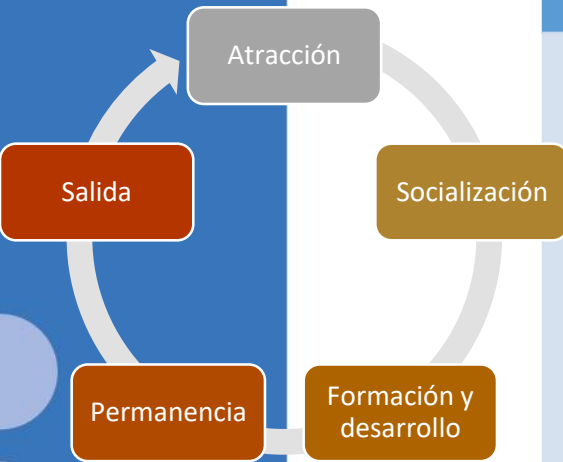 Atracción
Socialización
Formación y
desarrollo
Permanencia
Salida